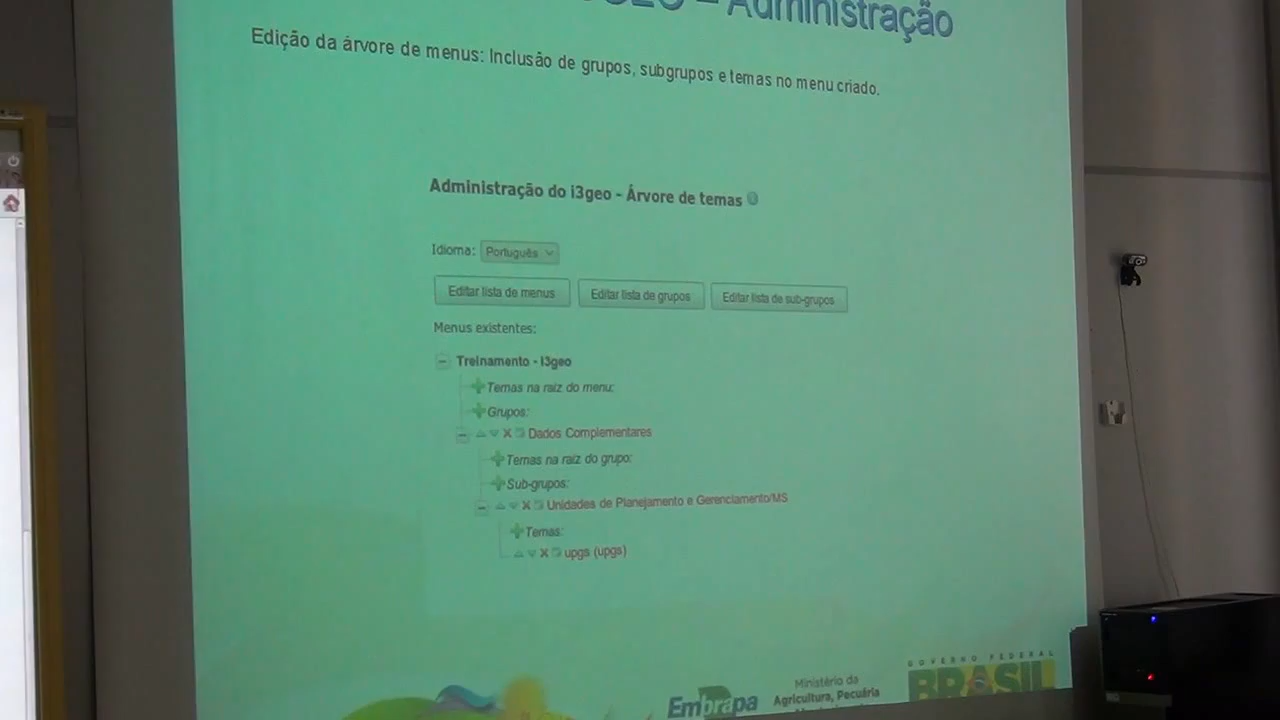 – Administração
Edição da árvore de menus: Inclusão de grupos, subgrupos e temas no menu criado.
Administração do i3geo - Árvore de temas
Idioma: Português
Editar lista de menus Editar lista de grupos Editar lista de sub-grupos
Menus existentes:
Treinamento - i3geo
Temas na raiz do menu:
Grupos:
Dados Complementares
Temas na raiz do grupo:
Sub-grupos:
Unidades de Planejamento e Gerenciamento/MS
Temas:
upgs (upgs)
Embrapa
Ministério da
Agricultura, Pecuária
GOVERNO FEDERAL
BRASIL